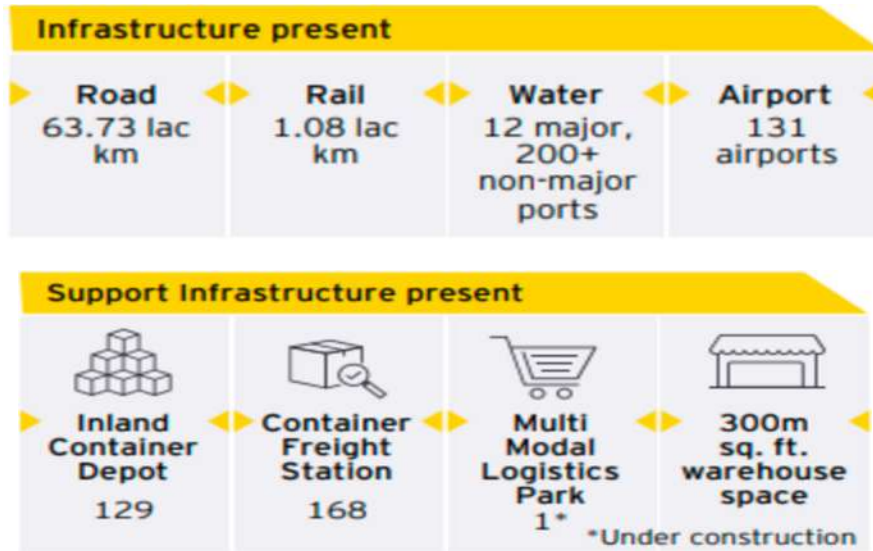 Infrastructure present
Road
63.73 lac
km
Rail
1.08 lac
km
Water
12 major,
200+
non-major
ports
Airport
131
airports
Support Infrastructure present
Inland
Container
Depot
129
Container
Freight
Station
168
Multi
Modal
Logistics
Park
1*
300m
sq. ft.
warehouse
space
*Under construction